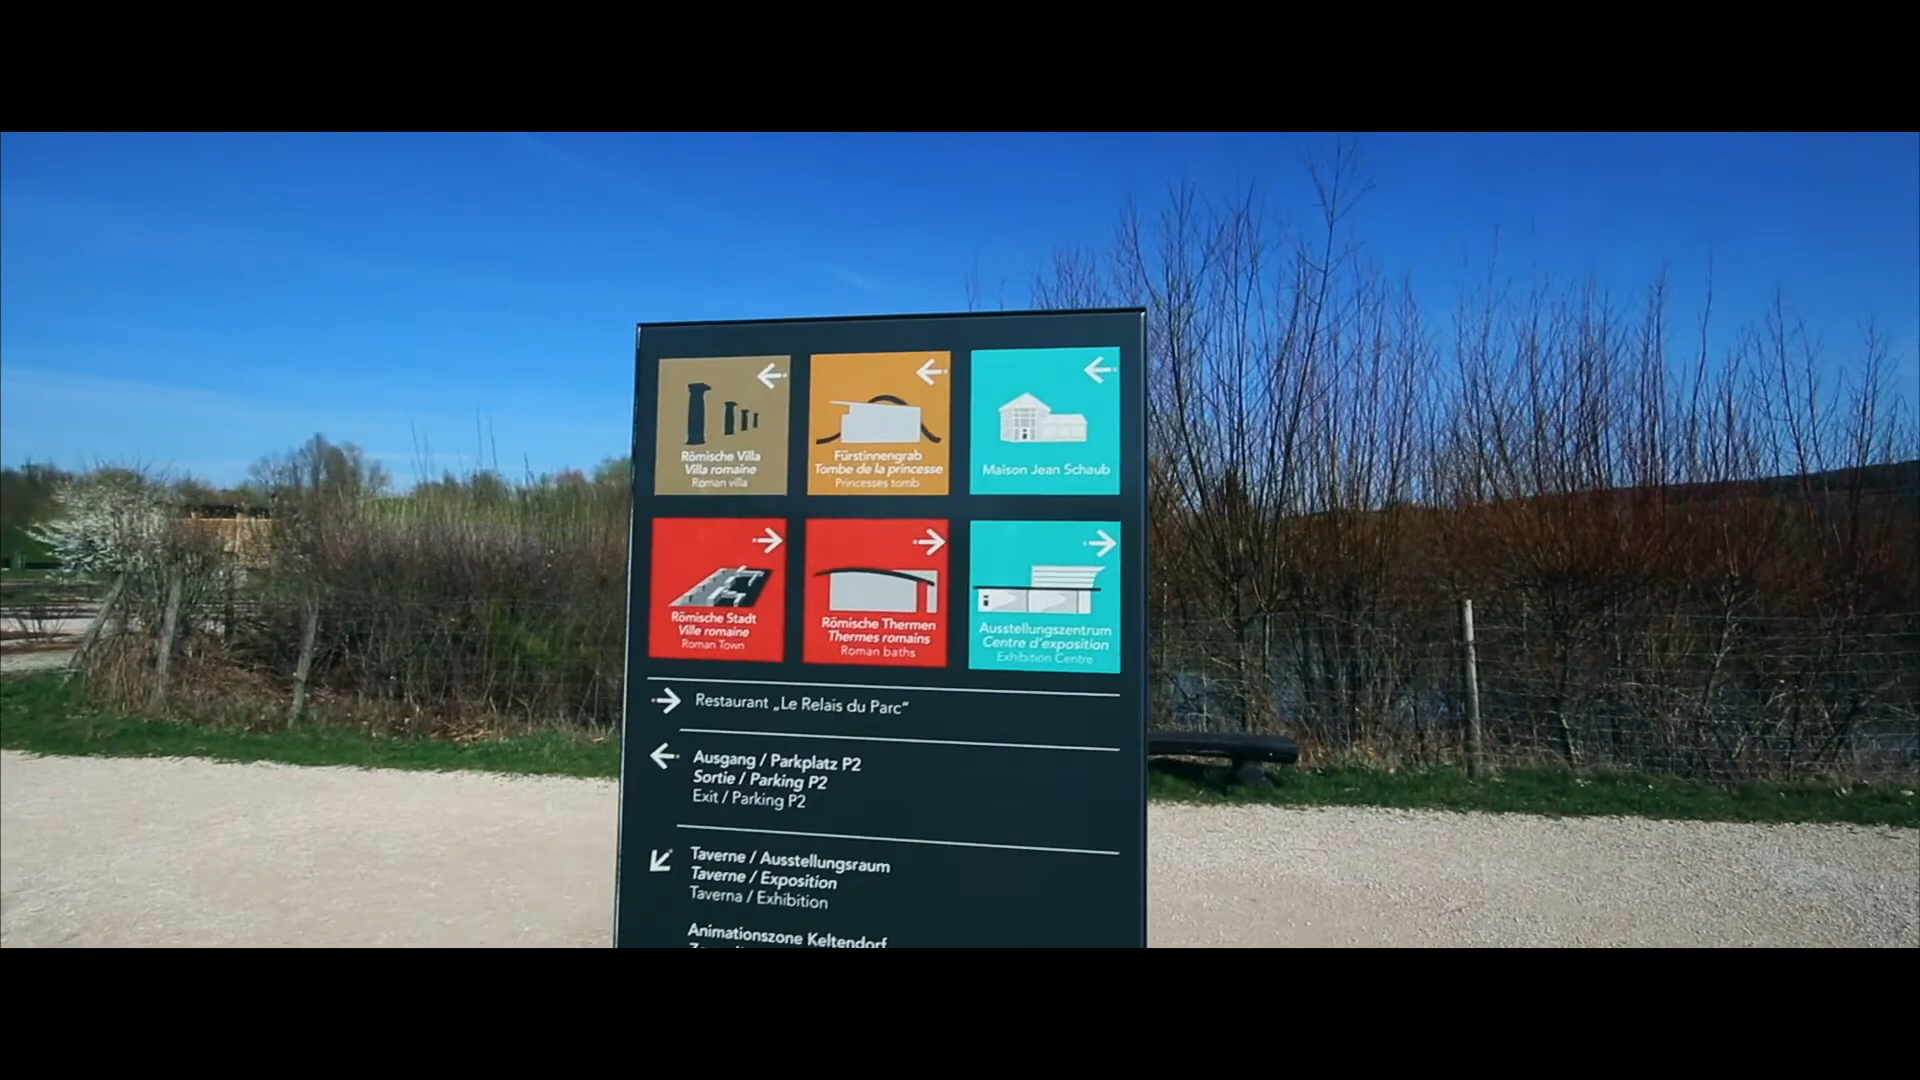 Römische Villa
Villa romaine
Roman villa
Fürstinnengrab
Tombe de la princesse
Princesses tomb
Maison Jean Schaub
Römische Stadt
Ville romaine
Roman Town
Römische Thermen
Thermes romains
Roman baths
Ausstellungszentrum
Centre d'exposition
Exhibition Centre
Restaurant „Le Relais du Parc“
Ausgang / Parkplatz P2
Sortie / Parking P2
Exit / Parking P2
Taverne / Ausstellungsraum
Taverne / Exposition
Taverna / Exhibition
Animationszone Keltendorf